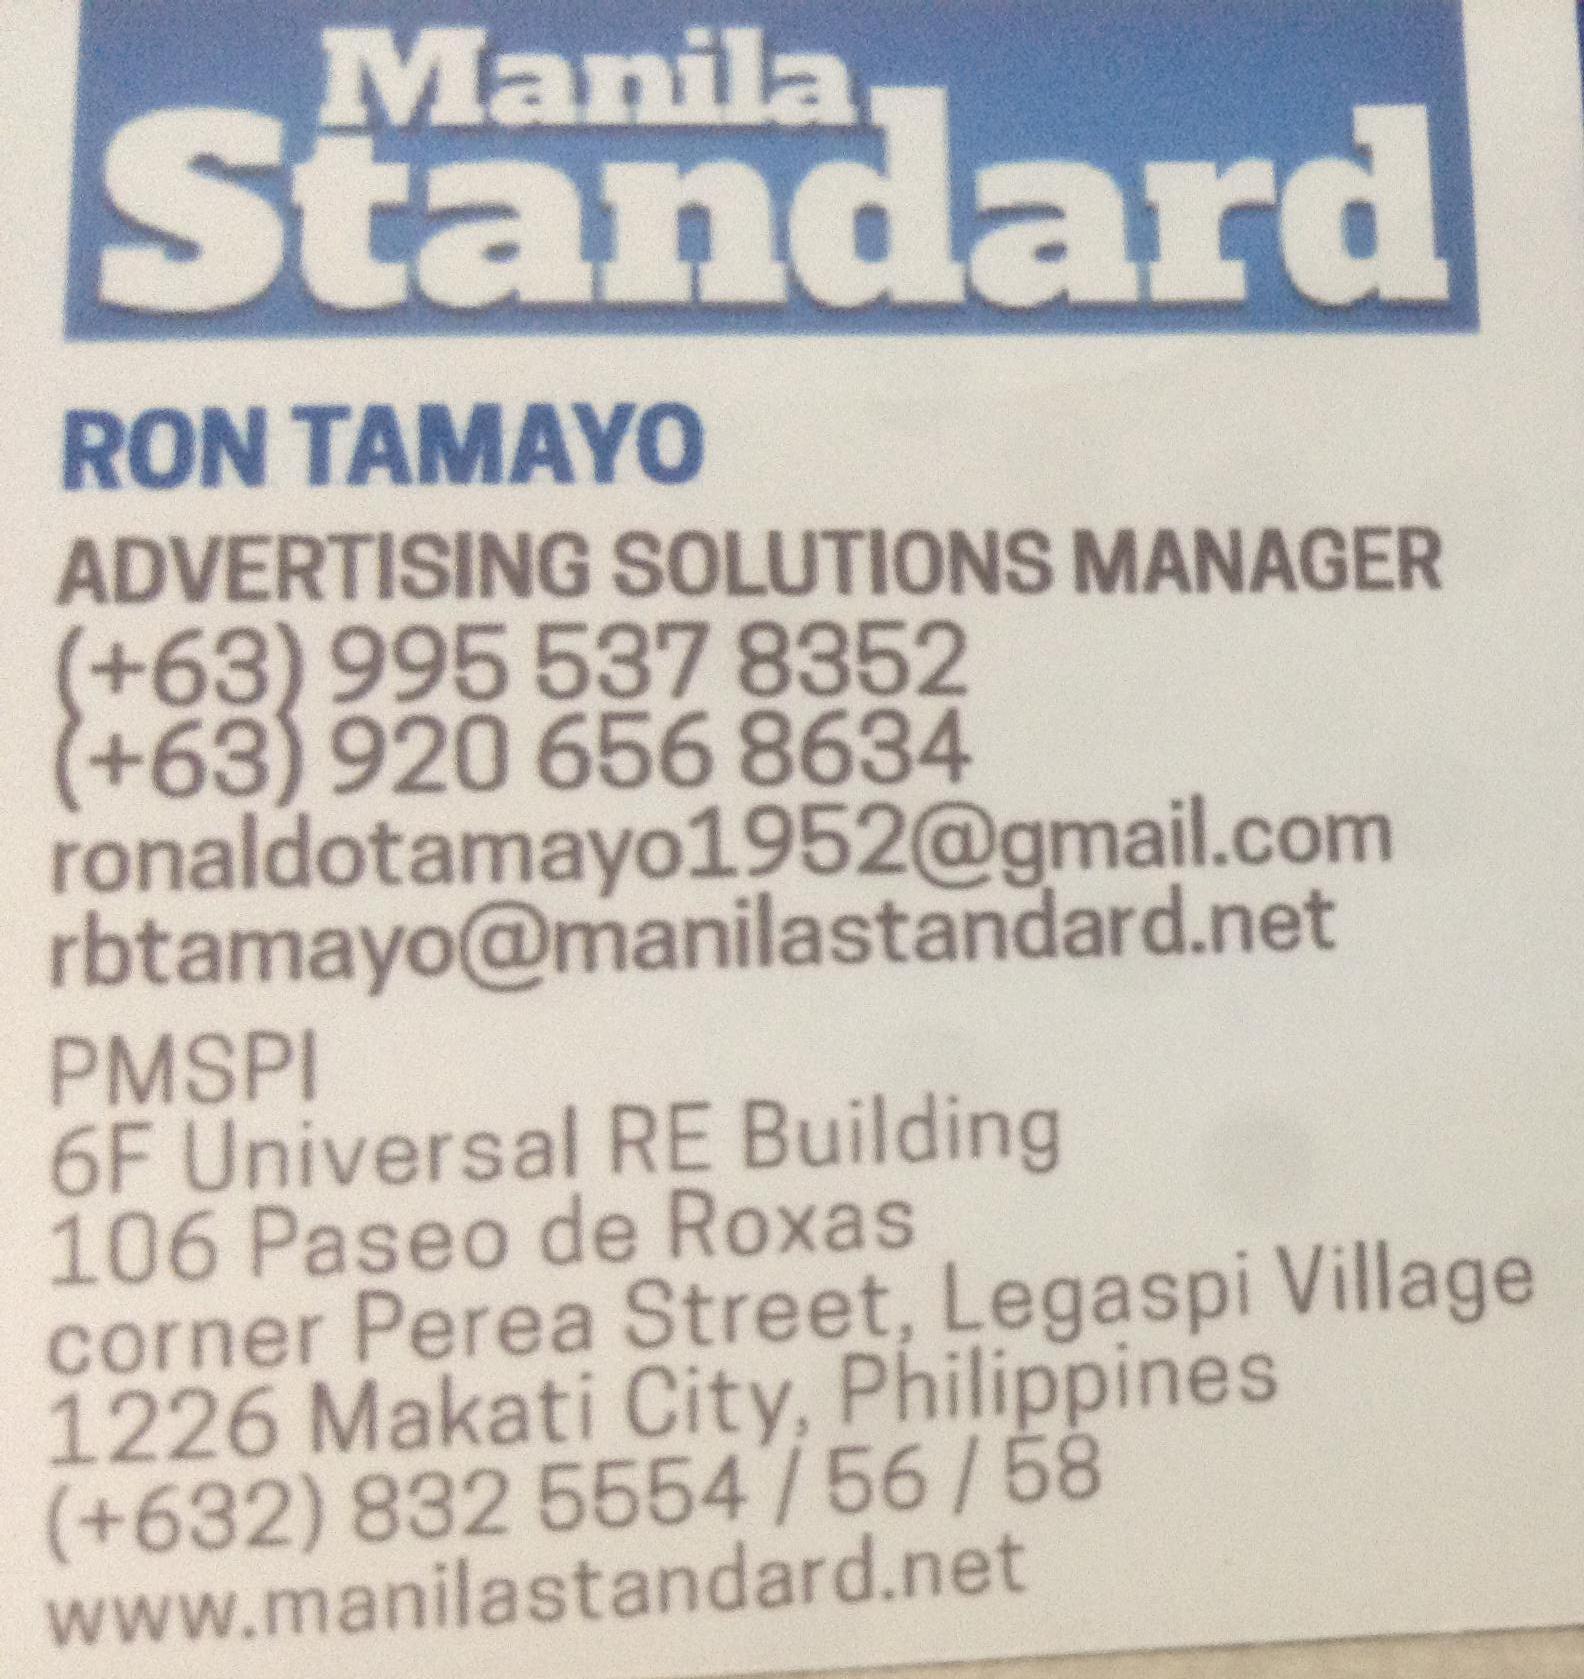 Manila
Standard
RON TAMAYO
ADVERTISING SOLUTIONS MANAGER
(+63) 995 537 8352
(+63) 920 656 8634
ronaldotamayo1952@gmail.com
rbtamayo@manilastandard.net
PMSPI
6F Universal RE Building
106 Paseo de Roxas
corner Perea Street, Legaspi Village
1226 Makati City, Philippines
(+632) 832 5554 / 56 / 58
www.manilastandard.net